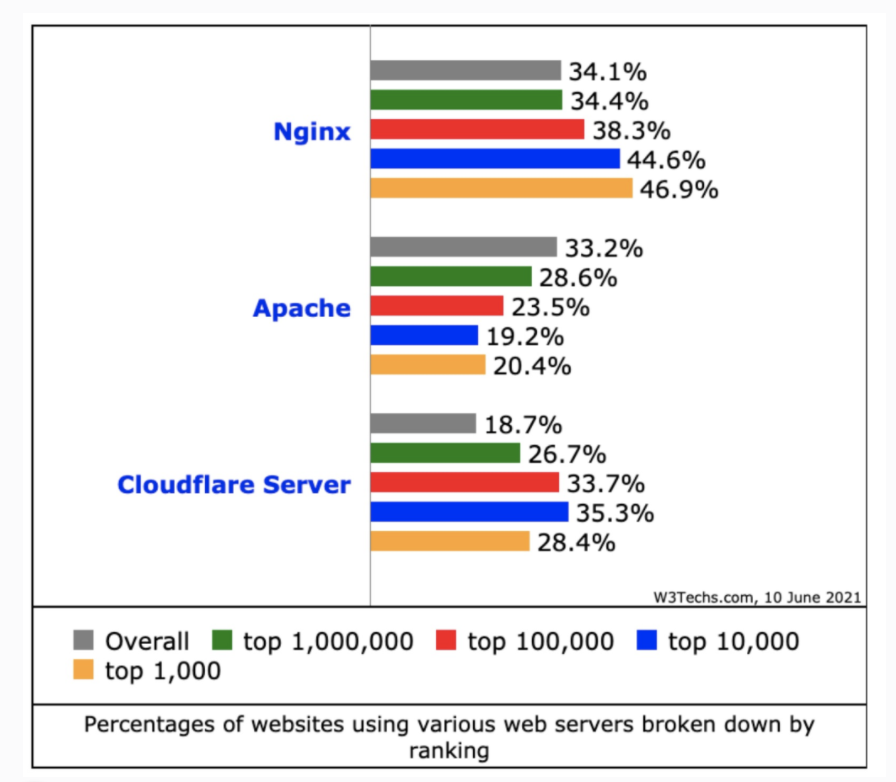 Nginx
34.1%
34.4%
38.3%
44.6%
46.9%
Apache
33.2%
28.6%
23.5%
19.2%
20.4%
Cloudflare Server
18.7%
26.7%
33.7%
35.3%
28.4%
W3Techs.com, 10 June 2021
Overall top 1,000,000 top 100,000 top 10,000
top 1,000
Percentages of websites using various web servers broken down by
ranking